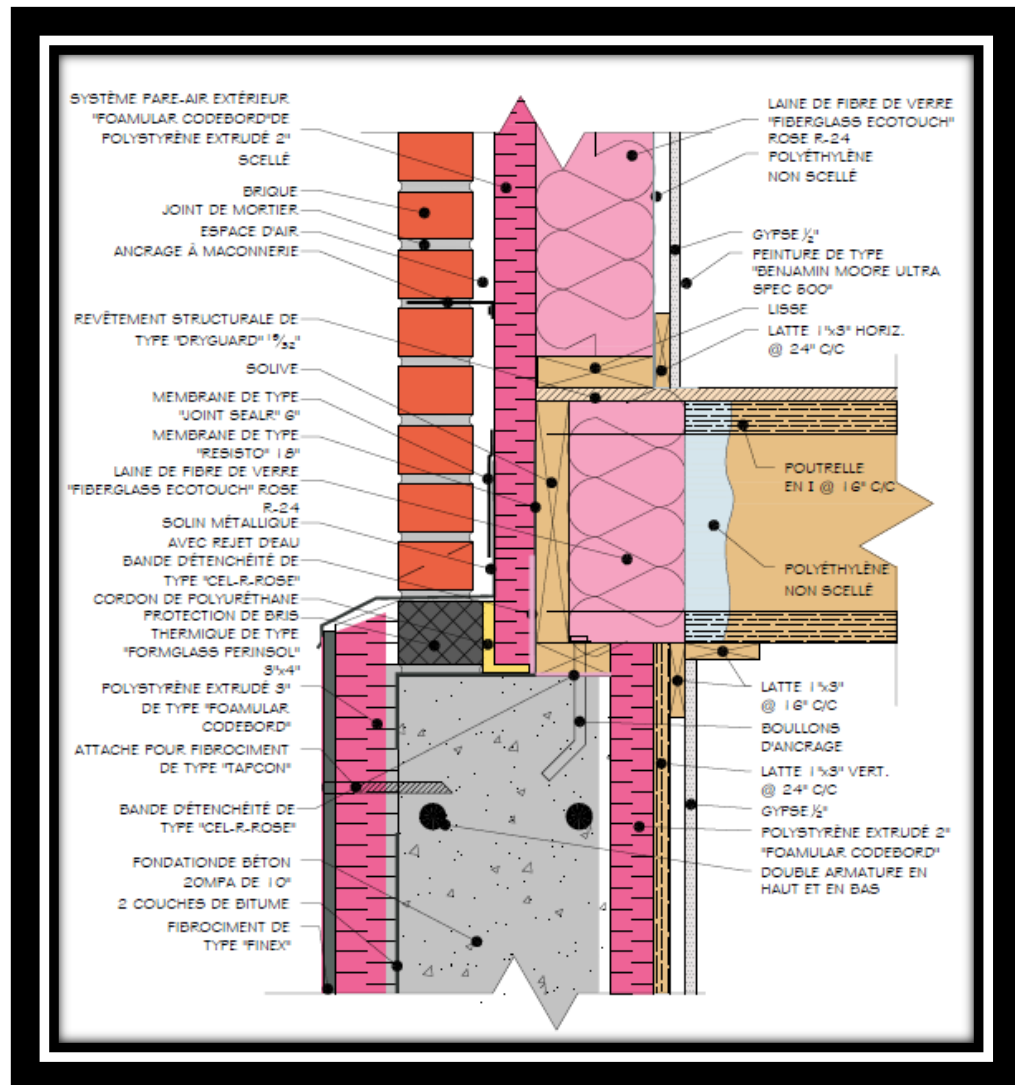 SYSTÈME PARE-AIR EXTÉRIEUR
"FOAMULAR CODEBORD"DE
POLYSTYRÈNE EXTRUDÉ 2"
SCELLÉ
BRIQUE
JOINT DE MORTIER
ESPACE D'AIR
ANCRAGE À MACONNERIE
REVÊTEMENT STRUCTURALE DE
TYPE "DRYGUARD" 15/32"
SOLIVE
MEMBRANE DE TYPE
"JOINT SEALR" 6"
MEMBRANE DE TYPE
"RESISTO" 18"
LAINE DE FIBRE DE VERRE
"FIBERGLASS ECOTOUCH" ROSE
R-24
SOLIN MÉTALLIQUE
AVEC REJET D'EAU
BANDE D'ÉTENCHÉITÉ DE
TYPE "CEL-R-ROSE"
CORDON DE POLYURÉTHANE
PROTECTION DE BRIS
THERMIQUE DE TYPE
"FORMGLASS PERINSOL"
3"x4"
POLYSTYRÈNE EXTRUDÉ 3"
DE TYPE "FOAMULAR
CODEBORD"
ATTACHE POUR FIBROCIMENT
DE TYPE "TAPCON"
BANDE D'ÉTENCHÉITÉ DE
TYPE "CEL-R-ROSE"
FONDATIONDE BÉTON
20MPA DE 10"
2 COUCHES DE BITUME
FIBROCIMENT DE
TYPE "FINEX"
LAINE DE FIBRE DE VERRE
"FIBERGLASS ECOTOUCH"
ROSE R-24
POLYÉTHYLÈNE
NON SCELLÉ
GYPSE ½"
PEINTURE DE TYPE
"BENJAMIN MOORE ULTRA
SPEC 500"
LISSE
LATTE 1"x3" HORIZ.
@ 24" C/C
POUTRELLE
EN I @ 16" C/C
POLYÉTHYLÈNE
NON SCELLÉ
LATTE 1"x3"
@ 16" C/C
BOULLONS
D'ANCRAGE
LATTE 1"x3" VERT.
@ 24" C/C
GYPSE ½"
POLYSTYRÈNE EXTRUDÉ 2"
"FOAMULAR CODEBORD"
DOUBLE ARMATURE EN
HAUT ET EN BAS